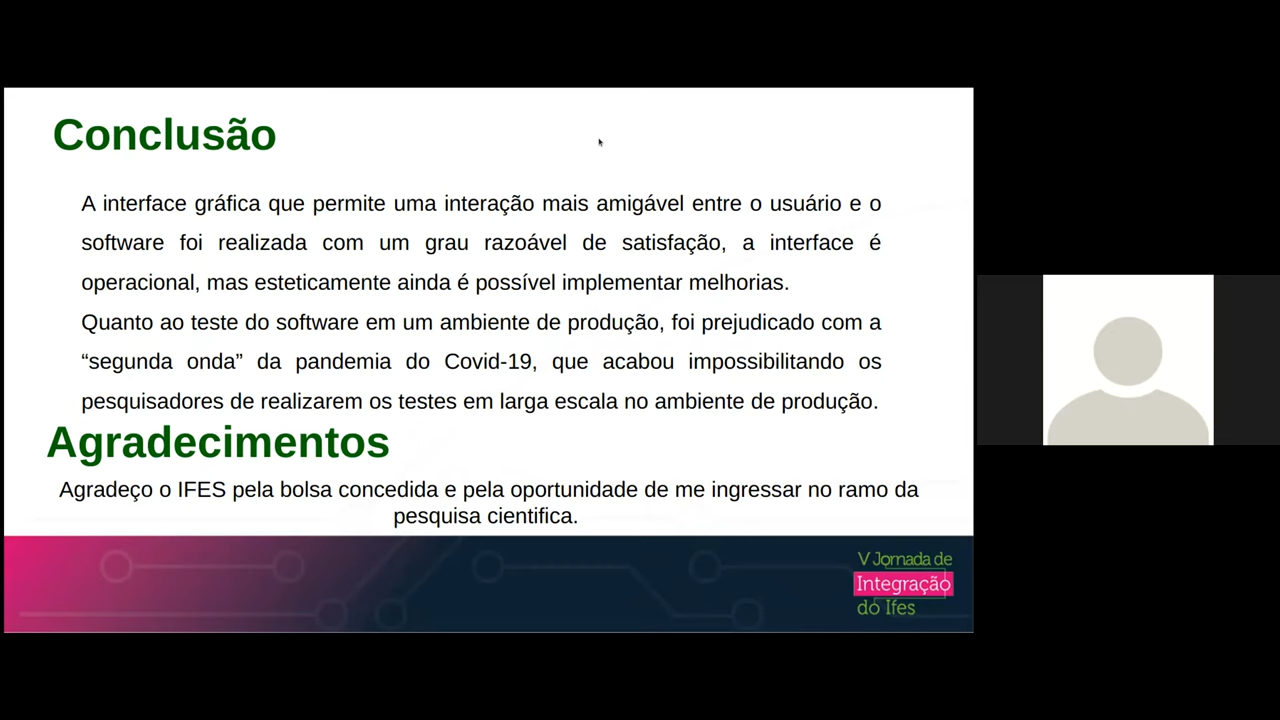 Conclusão
A interface gráfica que permite uma interação mais amigável entre o usuário e o
software foi realizada com um grau razoável de satisfação, a interface é
operacional, mas esteticamente ainda é possível implementar melhorias.
Quanto ao teste do software em um ambiente de produção, foi prejudicado com a
“segunda onda” da pandemia do Covid-19, que acabou impossibilitando os
pesquisadores de realizarem os testes em larga escala no ambiente de produção.
Agradecimentos
Agradeço o IFES pela bolsa concedida e pela oportunidade de me ingressar no ramo da
pesquisa cientifica.
V Jornada de
Integração
do Ifes